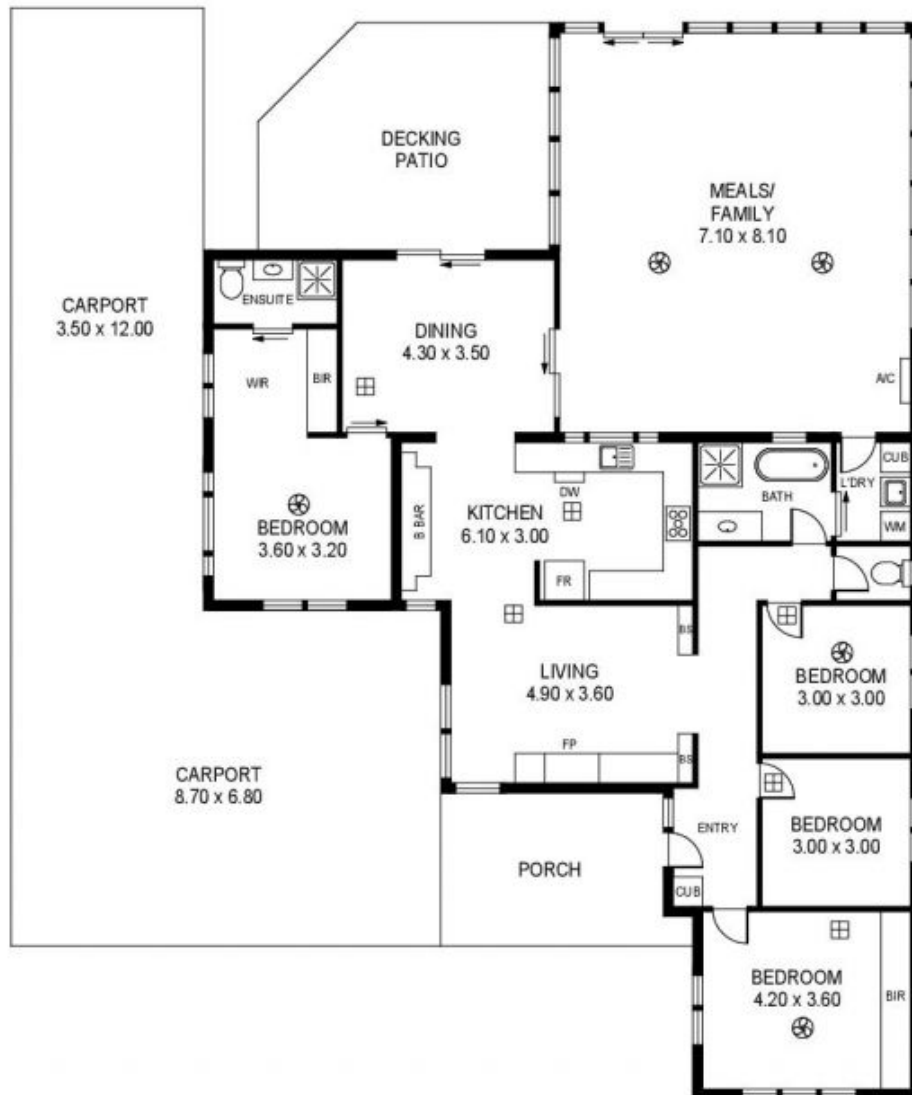 DECKING
PATIO
MEALS/
FAMILY
7.10 x 8.10
CARPORT
3.50 x 12.00
ENSUITE
DINING
4.30 x 3.50
WIR
BIR
A/C
BEDROOM
3.60 x 3.20
B BAR
KITCHEN
6.10 x 3.00
DW
FR
BATH
L'DRY
CUB
WM
LIVING
4.90 x 3.60
BS
FP
BS
BEDROOM
3.00 x 3.00
CARPORT
8.70 x 6.80
BEDROOM
3.00 x 3.00
ENTRY
PORCH
CUB
BEDROOM
4.20 x 3.60
BIR